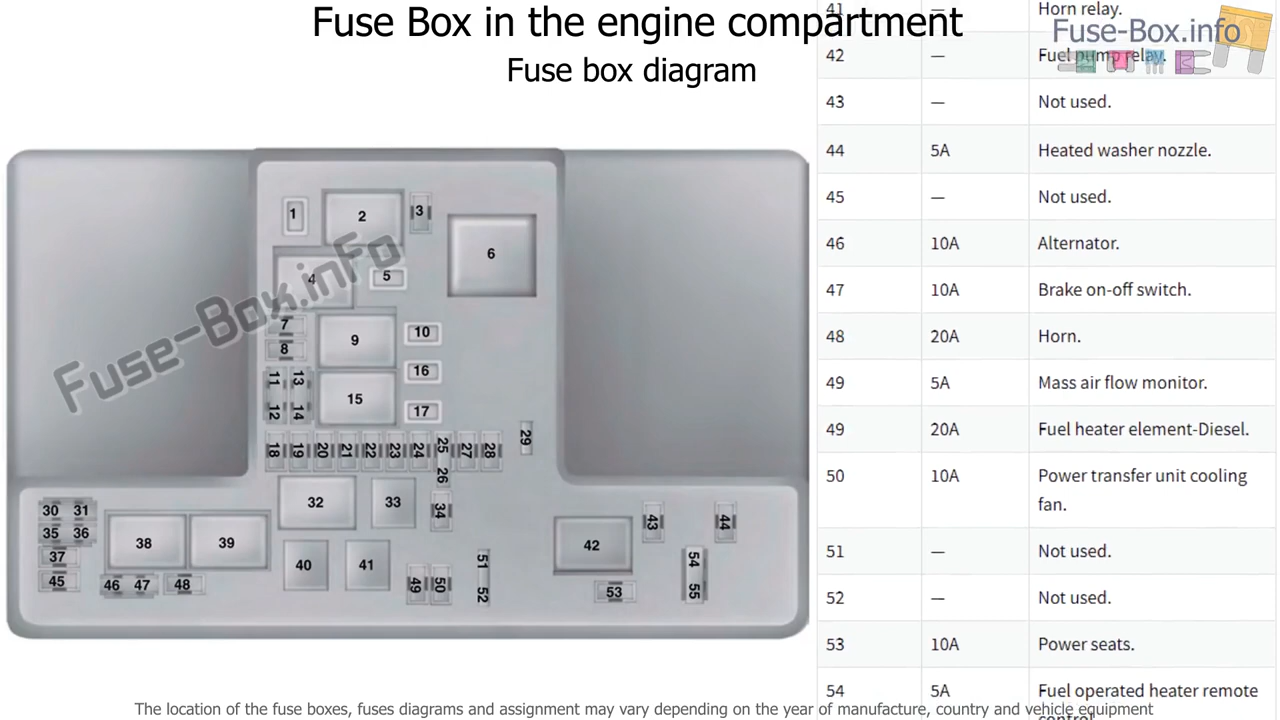 Fuse Box in the engine compartment
Fuse box diagram
Fuse-Box.info
1 2 3
6
4 5
7
8
9 10
11 13
16
15
12 14
17
18 19 20 21 22 23 24 25 27 28 29
26
30 31
32 33 34
35 36
37
38 39
40 41
42
43 44
45
46 47 48
49 50
51
52
53
54
55
Fuse-Box.inFo
41 — Horn relay.
42 — Fuel pump relay.
43 — Not used.
44 5A Heated washer nozzle.
45 — Not used.
46 10A Alternator.
47 10A Brake on-off switch.
48 20A Horn.
49 5A Mass air flow monitor.
49 20A Fuel heater element-Diesel.
50 10A Power transfer unit cooling
fan.
51 — Not used.
52 — Not used.
53 10A Power seats.
54 5A Fuel operated heater remote
control.
The location of the fuse boxes, fuses diagrams and assignment may vary depending on the year of manufacture, country and vehicle equipment